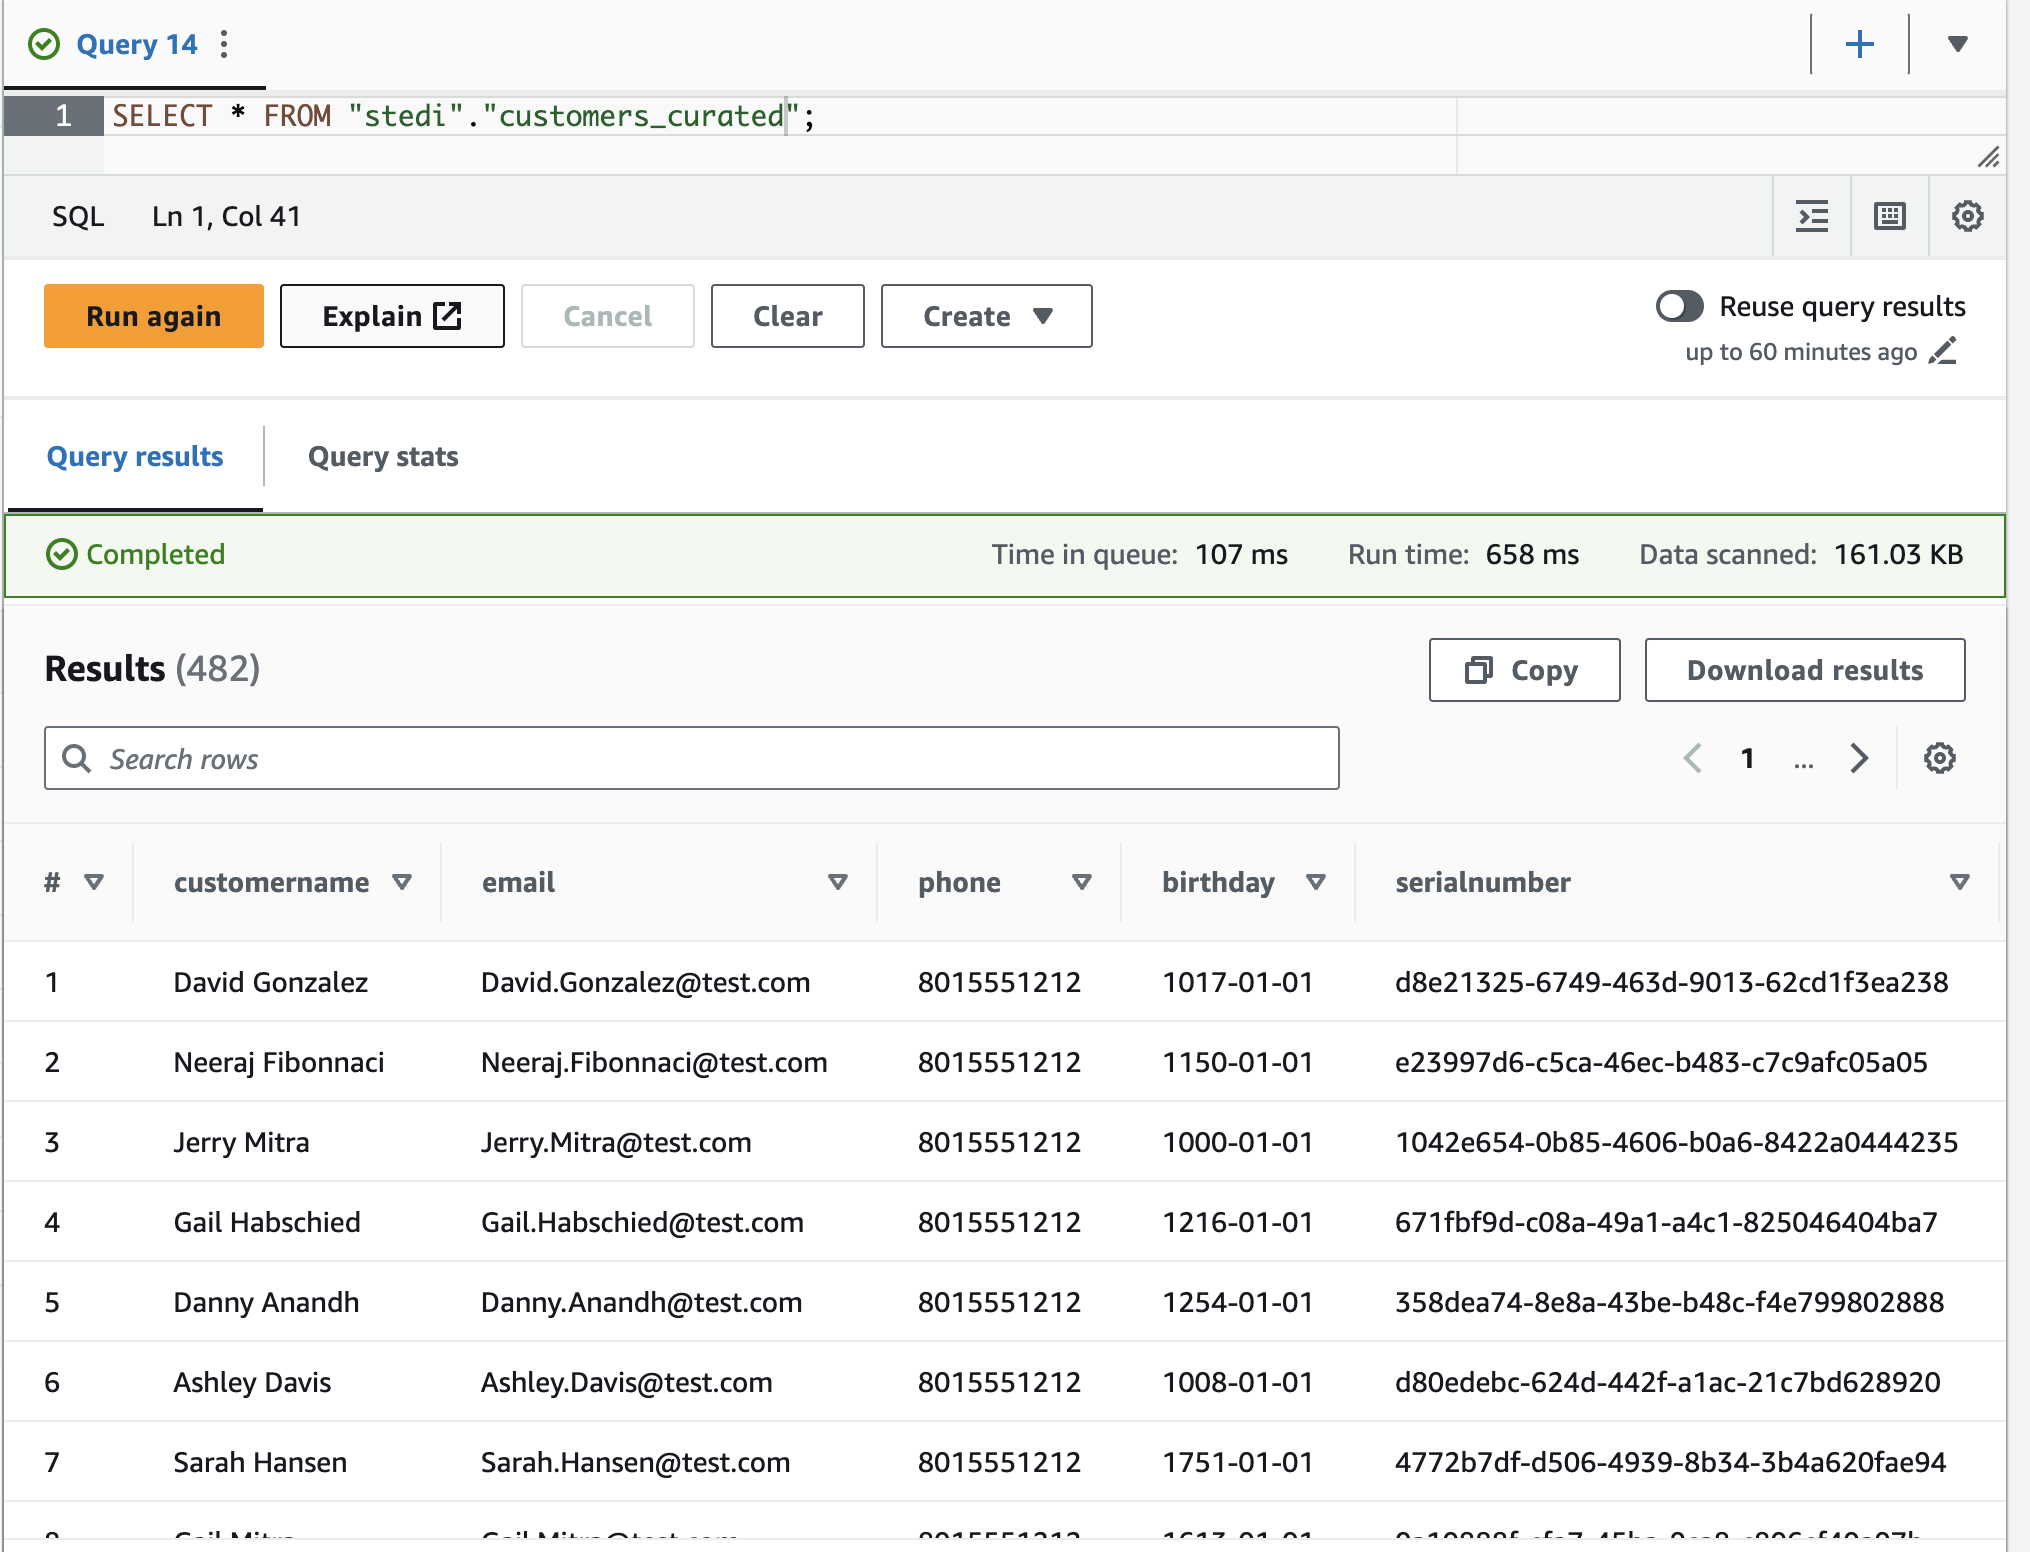 Query 14
1 SELECT * FROM "stedi"."customers_curated";
SQL Ln 1, Col 41
Run again Explain Cancel Clear Create Reuse query results
up to 60 minutes ago
Query results Query stats
Completed Time in queue: 107 ms Run time: 658 ms Data scanned: 161.03 KB
Results (482) Copy Download results
Search rows 1 ...
# customername email phone birthday serialnumber
1 David Gonzalez David.Gonzalez@test.com 8015551212 1017-01-01 d8e21325-6749-463d-9013-62cd1f3ea238
2 Neeraj Fibonnaci Neeraj.Fibonnaci@test.com 8015551212 1150-01-01 e23997d6-c5ca-46ec-b483-c7c9afc05a05
3 Jerry Mitra Jerry.Mitra@test.com 8015551212 1000-01-01 1042e654-0b85-4606-b0a6-8422a0444235
4 Gail Habschied Gail.Habschied@test.com 8015551212 1216-01-01 671fbf9d-c08a-49a1-a4c1-825046404ba7
5 Danny Anandh Danny.Anandh@test.com 8015551212 1254-01-01 358dea74-8e8a-43be-b48c-f4e799802888
6 Ashley Davis Ashley.Davis@test.com 8015551212 1008-01-01 d80edebc-624d-442f-a1ac-21c7bd628920
7 Sarah Hansen Sarah.Hansen@test.com 8015551212 1751-01-01 4772b7df-d506-4939-8b34-3b4a620fae94
8 Gail Mitra Gail.Mitra@test.com 8015551212